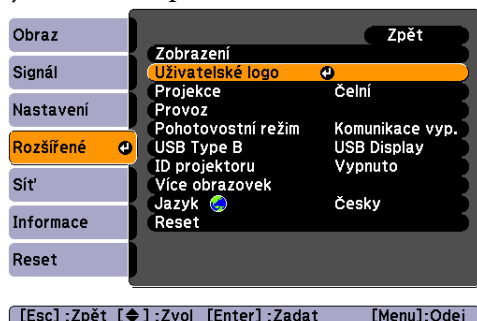 Obraz
Signál
Nastavení
Rozšířené
Síť
Informace
Reset
Zpět
Zobrazení
Uživatelské logo
Projekce Čelní
Provoz
Pohotovostní režim Komunikace vyp.
USB Type B USB Display
ID projektoru Vypnuto
Více obrazovek
Jazyk Česky
Reset
[Esc] :Zpět [◆] :Zvol [Enter] :Zadat [Menu] :Odej